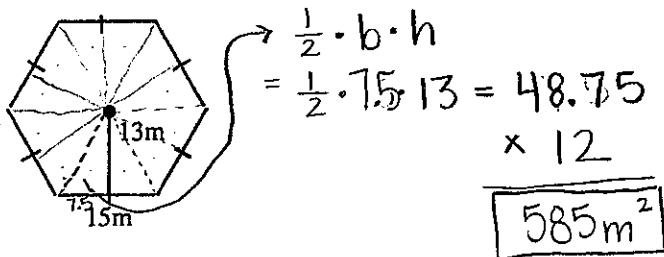 1/2 · b · h
= 1/2 · 7.5 · 13 = 48.75
13m
× 12
7.5
15m
585m²